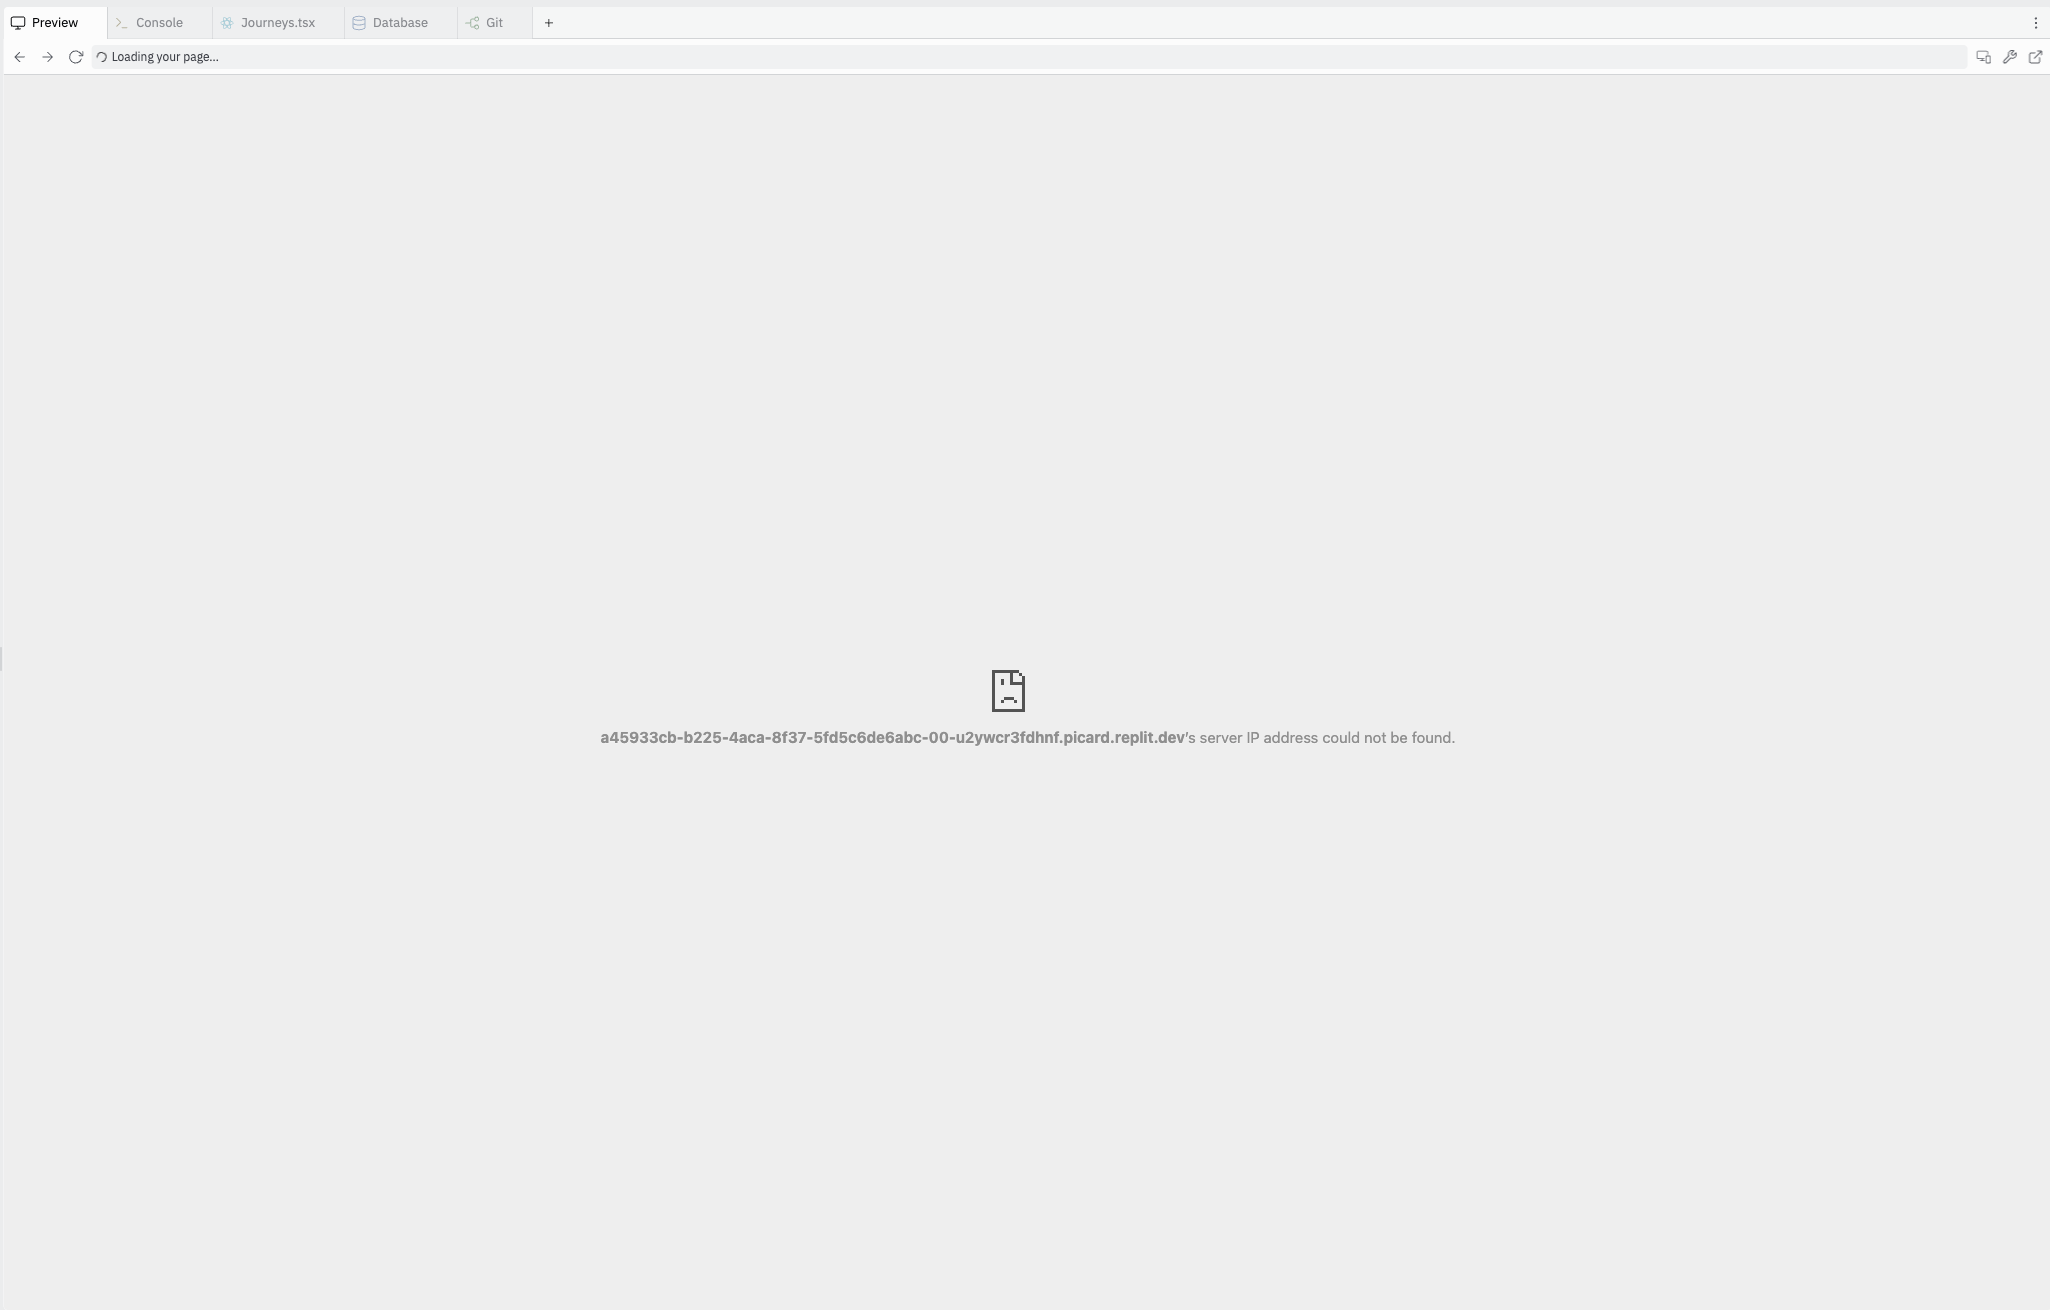 Preview
Console
Journeys.tsx
Database
Git
Loading your page...
a45933cb-b225-4aca-8f37-5fd5c6de6abc-00-u2ywcr3fdhnf.picard.replit.dev's server IP address could not be found.